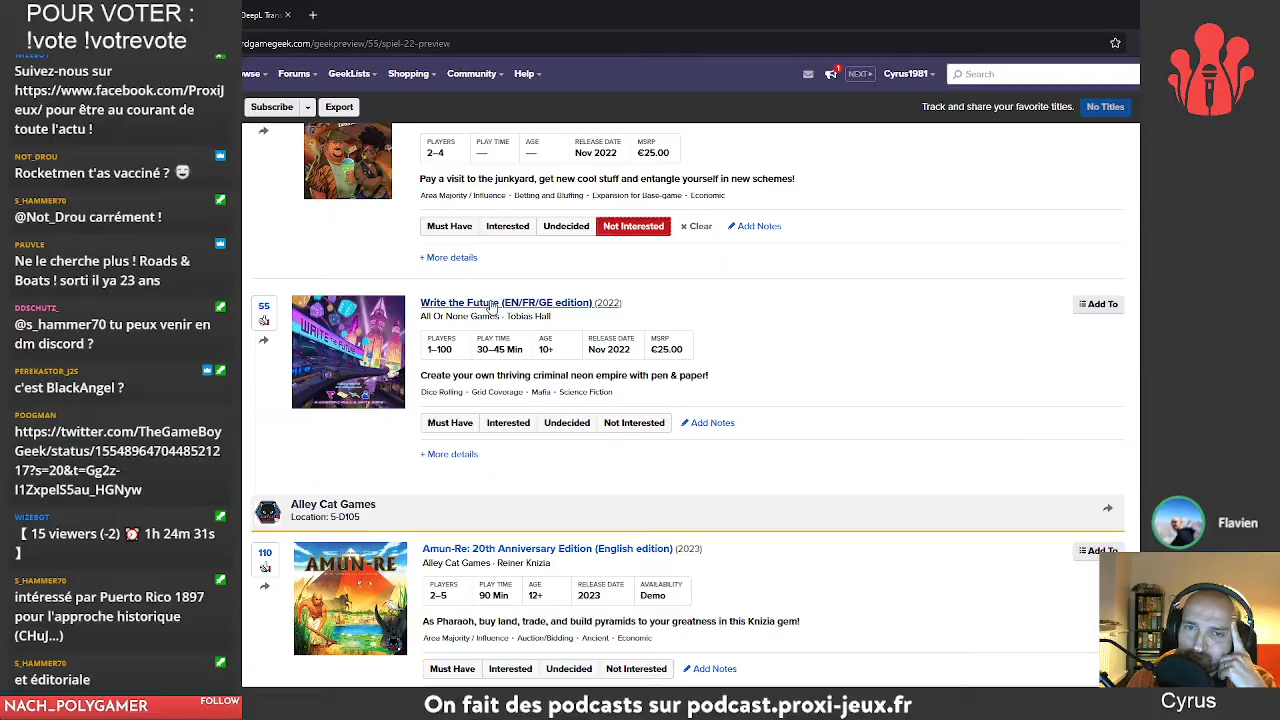 POUR VOTER :
!vote !votrevote
WIZEBOT
Suivez-nous sur
https://www.facebook.com/ProxiJ
eux/ pour être au courant de
toute l'actu !
NOT_DROU
Rocketmen t'as vacciné ?
S_HAMMER70
@Not_Drou carrément !
PAUVLE
Ne le cherche plus ! Roads &
Boats ! sorti il ya 23 ans
DDSCHUTZ_
@s_hammer70 tu peux venir en
dm discord ?
PEREKASTOR_J2S
c'est BlackAngel ?
POOGMAN
https://twitter.com/TheGameBoy
Geek/status/15548964704485212
17?s=20&t=Gg2z-
I1ZxpelS5au_HGNyw
WIZEBOT
【 15 viewers (-2) ⏰ 1h 24m 31s
】
S_HAMMER70
intéressé par Puerto Rico 1897
pour l'approche historique
(CHuJ...)
S_HAMMER70
et éditoriale
NACH_POLYGAMER FOLLOW
DeepL Trans × +
rdgamegeek.com/geekpreview/55/spiel-22-preview
owse Forums GeekLists Shopping Community Help 1 NEXT Cyrus1981 Search
Subscribe Export Track and share your favorite titles. No Titles
PLAYERS PLAY TIME AGE RELEASE DATE MSRP
2–4 — — Nov 2022 €25.00
Pay a visit to the junkyard, get new cool stuff and entangle yourself in new schemes!
Area Majority / Influence · Betting and Bluffing · Expansion for Base-game · Economic
Must Have Interested Undecided Not Interested × Clear Add Notes
+ More details
55
Write the Future (EN/FR/GE edition) (2022) Add To
All Or None Games · Tobias Hall
WRITE THE FUTURE
PLAYERS PLAY TIME AGE RELEASE DATE MSRP
1–100 30–45 Min 10+ Nov 2022 €25.00
Create your own thriving criminal neon empire with pen & paper!
Dice Rolling · Grid Coverage · Mafia · Science Fiction
Must Have Interested Undecided Not Interested Add Notes
+ More details
Alley Cat Games
Location: 5-D105
110
Amun-Re: 20th Anniversary Edition (English edition) (2023) Add To
Alley Cat Games · Reiner Knizia
AMUN-RE
PLAYERS PLAY TIME AGE RELEASE DATE AVAILABILITY
2–5 90 Min 12+ 2023 Demo
As Pharaoh, buy land, trade, and build pyramids to your greatness in this Knizia gem!
Area Majority / Influence · Auction/Bidding · Ancient · Economic
Must Have Interested Undecided Not Interested Add Notes
Flavien
On fait des podcasts sur podcast.proxi-jeux.fr
Cyrus